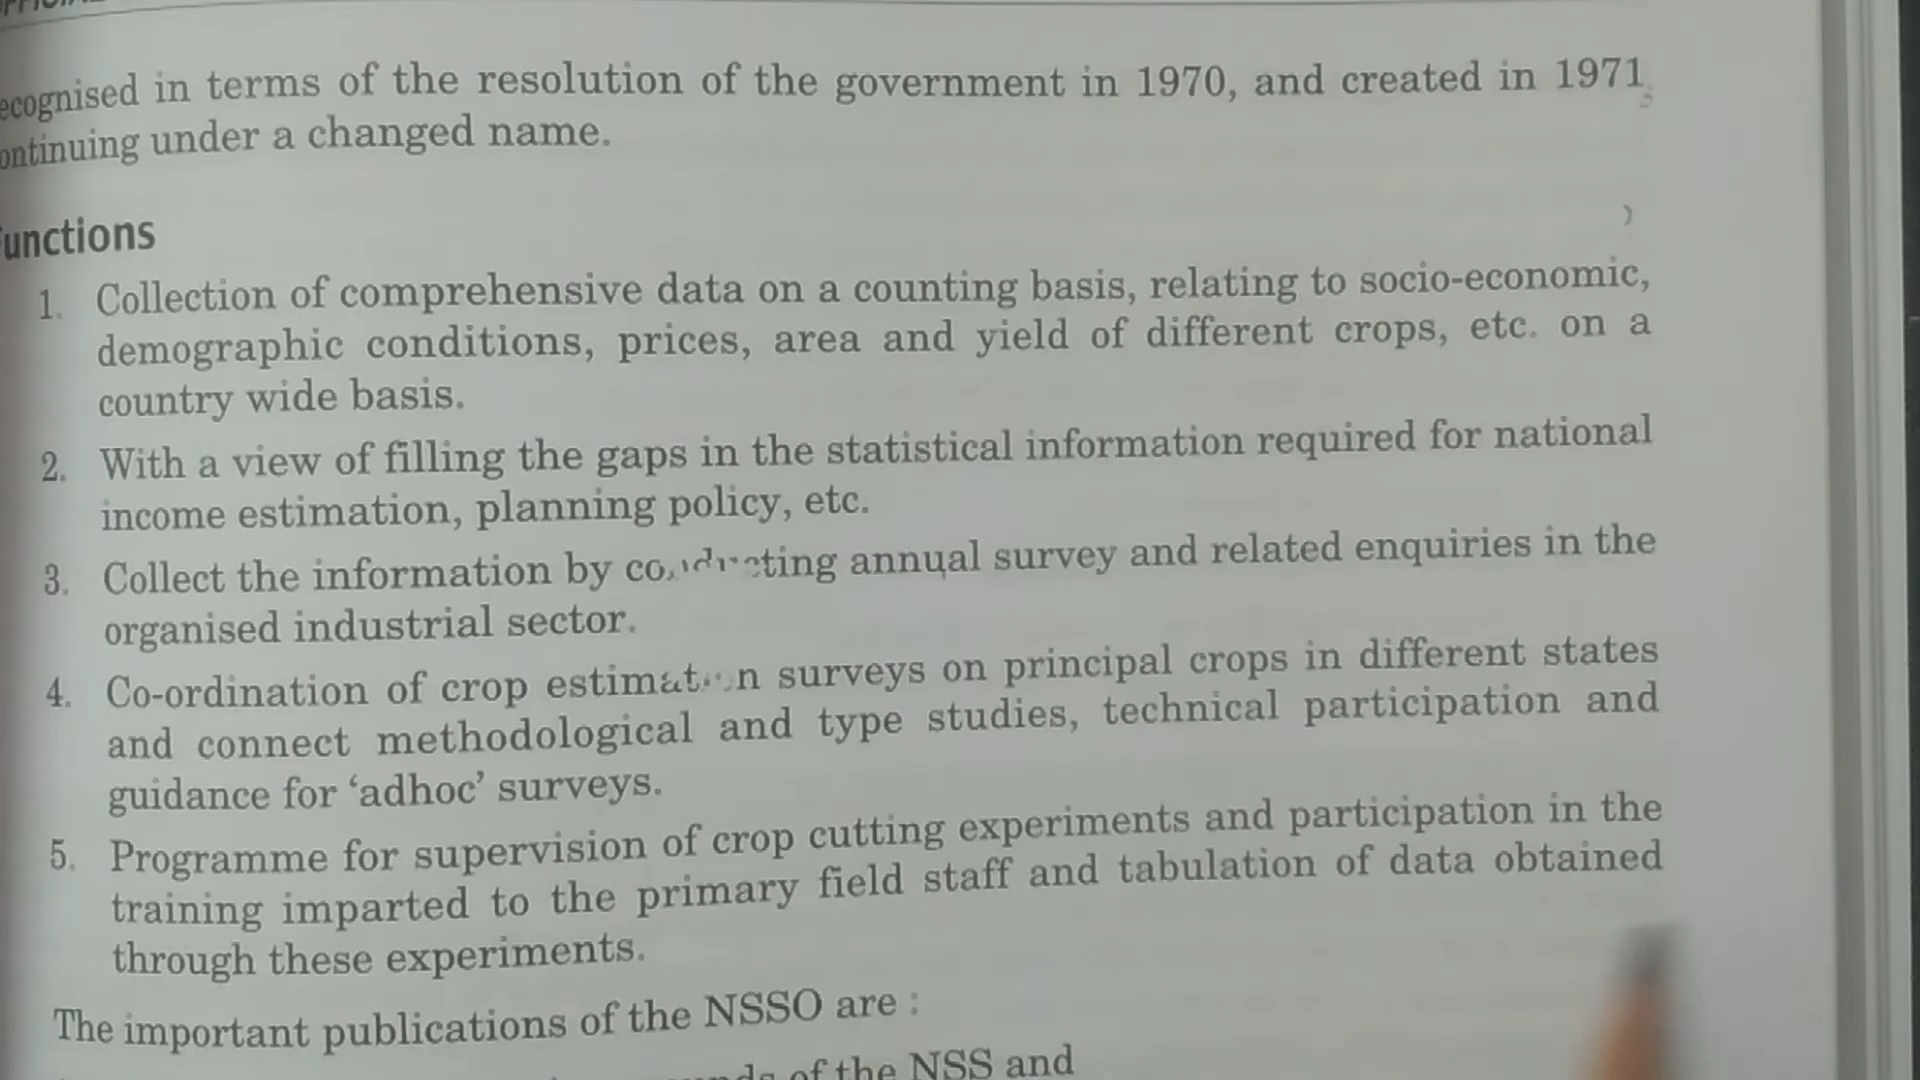 ecognised in terms of the resolution of the government in 1970, and created in 1971
ontinuing under a changed name.
unctions
1. Collection of comprehensive data on a counting basis, relating to socio-economic,
demographic conditions, prices, area and yield of different crops, etc. on a
country wide basis.
2. With a view of filling the gaps in the statistical information required for national
income estimation, planning policy, etc.
3. Collect the information by conducting annual survey and related enquiries in the
organised industrial sector.
4. Co-ordination of crop estimation surveys on principal crops in different states
and connect methodological and type studies, technical participation and
guidance for ‘adhoc’ surveys.
5. Programme for supervision of crop cutting experiments and participation in the
training imparted to the primary field staff and tabulation of data obtained
through these experiments.
The important publications of the NSSO are :
of the NSS and